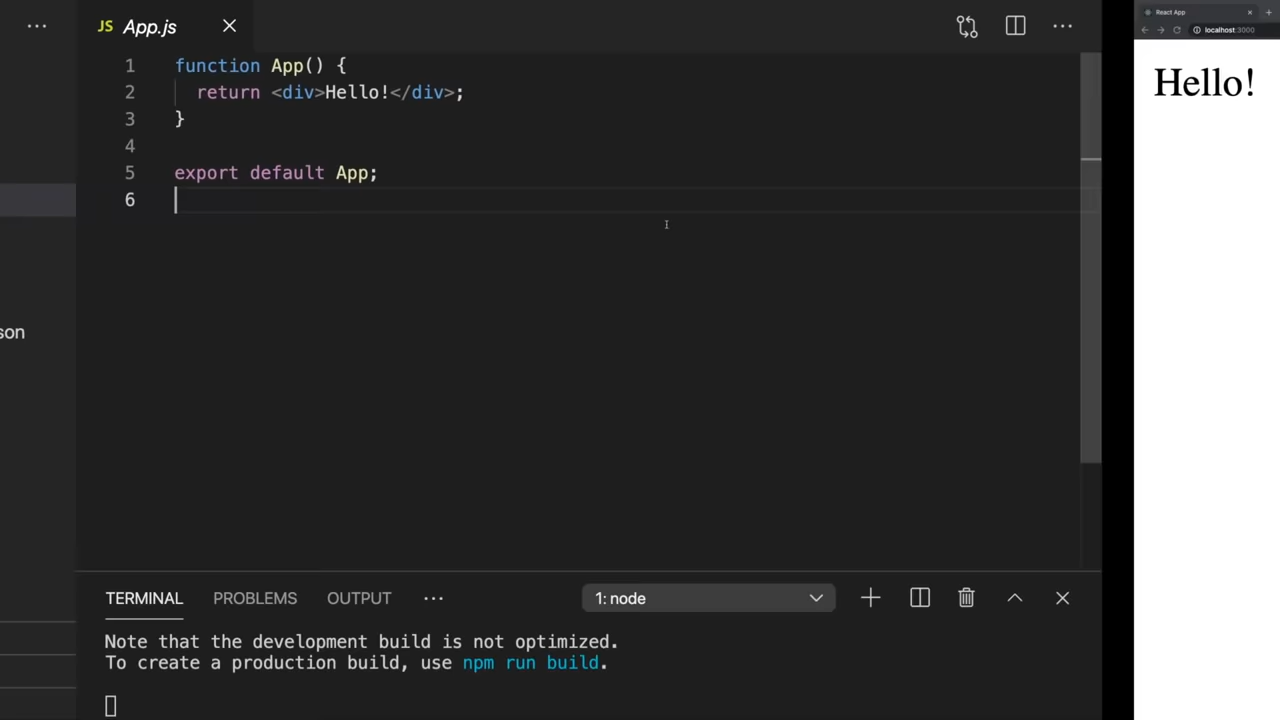 JS App.js
1 function App() {
2 return <div>Hello!</div>;
3 }
4
5 export default App;
6
son
TERMINAL PROBLEMS OUTPUT
1: node
Note that the development build is not optimized.
To create a production build, use npm run build.
React App
localhost:3000
Hello!